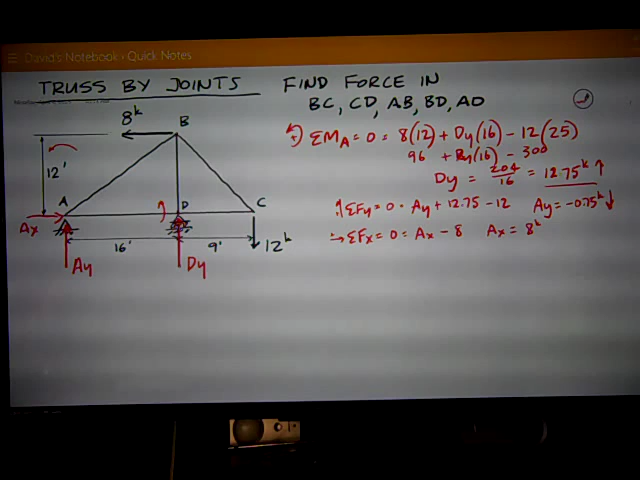 David's Notebook › Quick Notes
TRUSS BY JOINTS
FIND FORCE IN
BC, CD, AB, BD, AD
8ᵏ
B
ΣM_A = 0 = 8(12) + Dy(16) - 12(25)
96 + Dy(16) - 300
Dy = 204/16 = 12.75ᵏ ↑
12'
A
D
C
↑ΣFy = 0 = Ay + 12.75 - 12 Ay = -0.75ᵏ ↓
Ax
→ΣFx = 0 = Ax - 8 Ax = 8ᵏ
16'
9'
12ᵏ
Ay
Dy